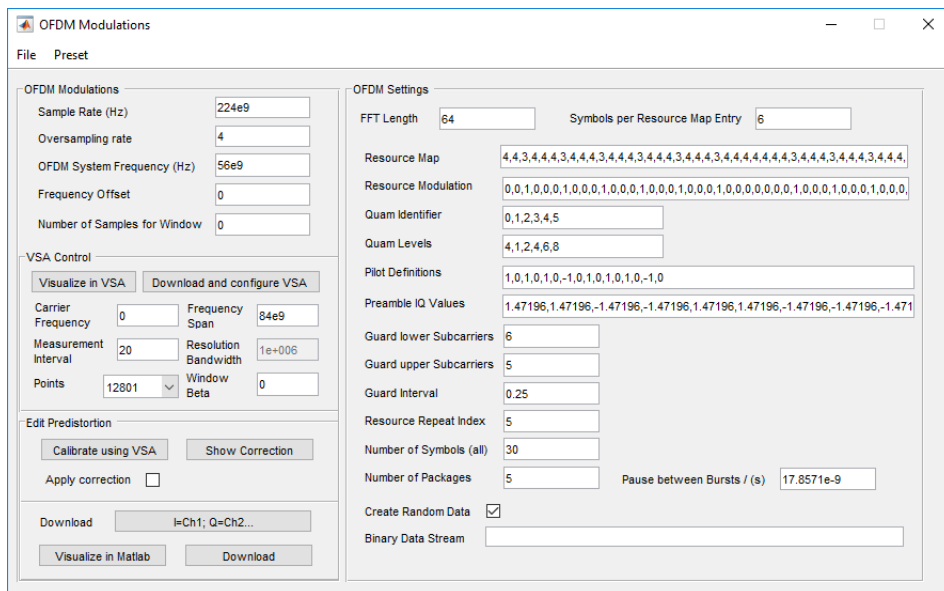 OFDM Modulations
File Preset
OFDM Modulations
Sample Rate (Hz) 224e9
Oversampling rate 4
OFDM System Frequency (Hz) 56e9
Frequency Offset 0
Number of Samples for Window 0
VSA Control
Visualize in VSA Download and configure VSA
Carrier Frequency 0 Frequency Span 84e9
Measurement Interval 20 Resolution Bandwidth 1e+006
Points 12801 Window Beta 0
Edit Predistortion
Calibrate using VSA Show Correction
Apply correction
Download I=Ch1; Q=Ch2...
Visualize in Matlab Download
OFDM Settings
FFT Length 64 Symbols per Resource Map Entry 6
Resource Map 4,4,3,4,4,4,3,4,4,4,3,4,4,4,3,4,4,4,3,4,4,4,3,4,4,4,4,4,4,4,3,4,4,4,3,4,4,4,3,4,4,4,
Resource Modulation 0,0,1,0,0,0,1,0,0,0,1,0,0,0,1,0,0,0,1,0,0,0,1,0,0,0,0,0,0,0,1,0,0,0,1,0,0,0,1,0,0,0,
Quam Identifier 0,1,2,3,4,5
Quam Levels 4,1,2,4,6,8
Pilot Definitions 1,0,1,0,1,0,-1,0,1,0,1,0,1,0,-1,0
Preamble IQ Values 1.47196,1.47196,-1.47196,-1.47196,1.47196,1.47196,-1.47196,-1.47196,-1.471
Guard lower Subcarriers 6
Guard upper Subcarriers 5
Guard Interval 0.25
Resource Repeat Index 5
Number of Symbols (all) 30
Number of Packages 5 Pause between Bursts / (s) 17.8571e-9
Create Random Data
Binary Data Stream